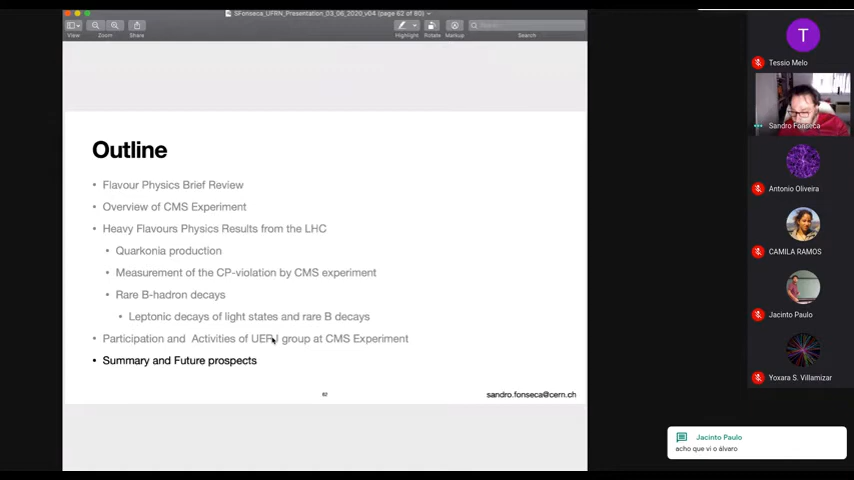 SFonseca_UFRN_Presentation_03_06_2020_v04 (page 62 of 80)
View
Zoom
Share
Highlight
Rotate
Markup
Search
Search
Outline
• Flavour Physics Brief Review
• Overview of CMS Experiment
• Heavy Flavours Physics Results from the LHC
• Quarkonia production
• Measurement of the CP-violation by CMS experiment
• Rare B-hadron decays
• Leptonic decays of light states and rare B decays
• Participation and Activities of UERJ group at CMS Experiment
• Summary and Future prospects
62
sandro.fonseca@cern.ch
T
Tessio Melo
Sandro Fonseca
Antonio Oliveira
CAMILA RAMOS
Jacinto Paulo
Yoxara S. Villamizar
Jacinto Paulo
acho que vi o álvaro